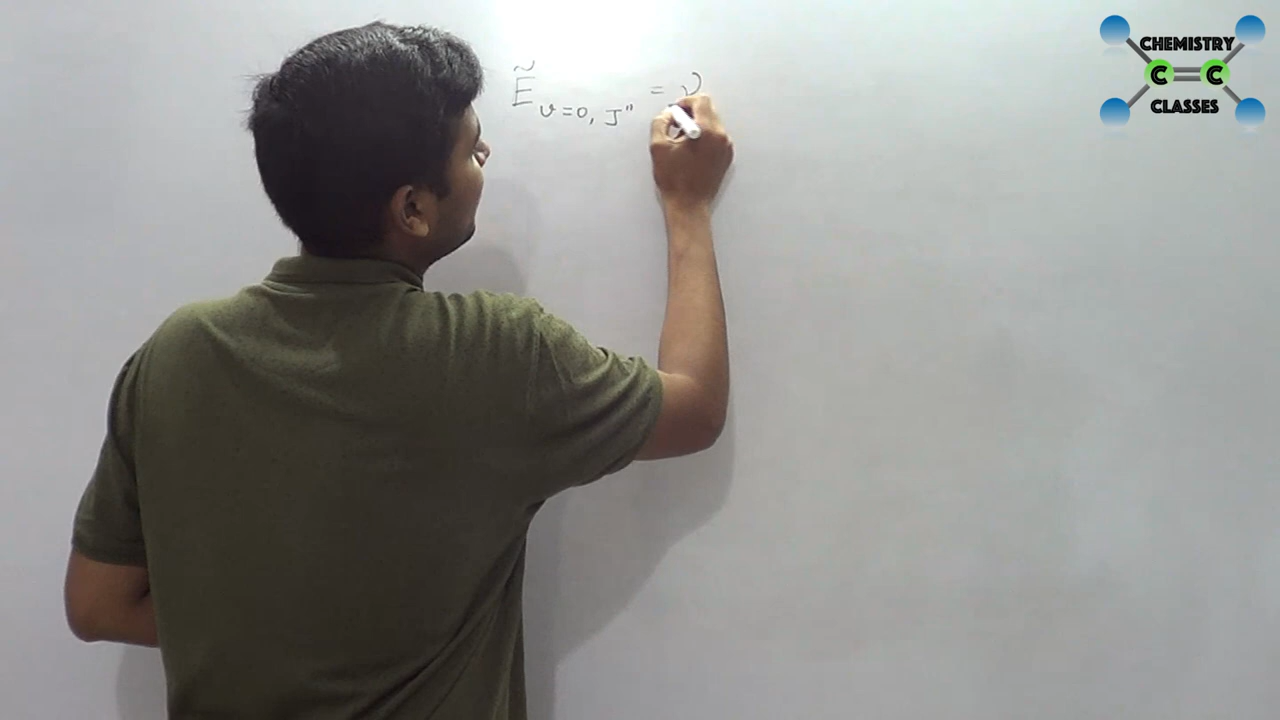 Ẽ v=0, J" = ν
CHEMISTRY
C C
CLASSES